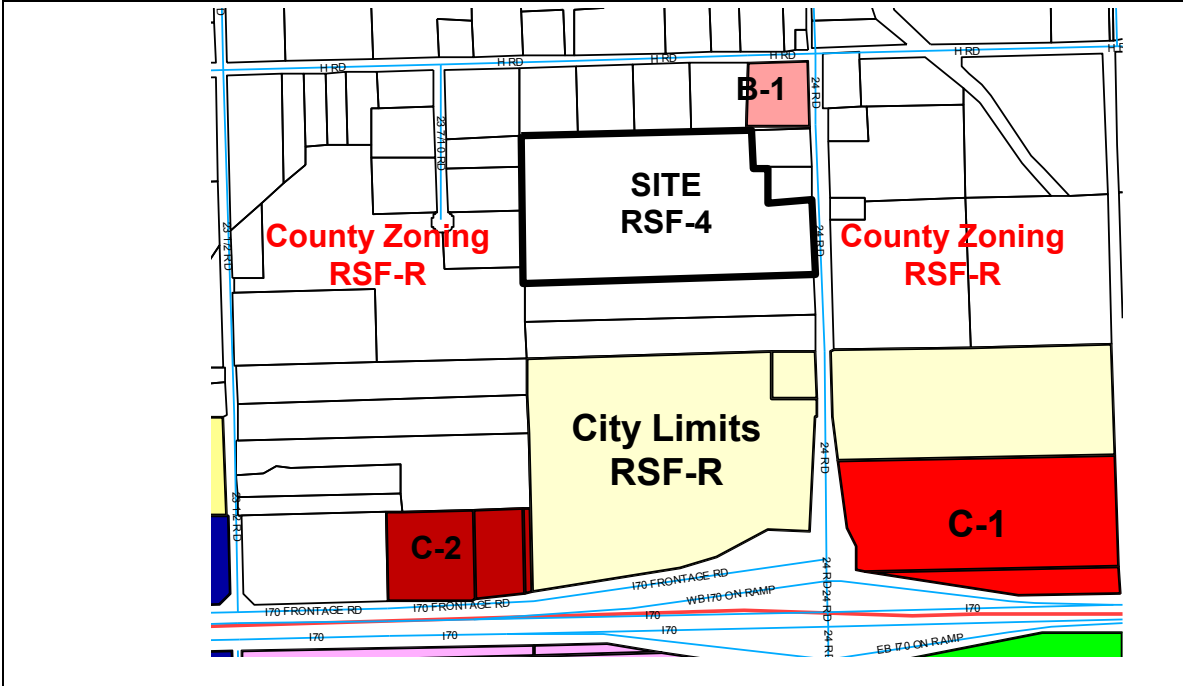 H RD
H RD
H RD
H RD
H RD
B-1
24 RD
23 7/10 RD
SITE
RSF-4
County Zoning
RSF-R
23 1/2 RD
24 RD
County Zoning
RSF-R
City Limits
RSF-R
24 RD
23 1/2 RD
C-2
C-1
I70 FRONTAGE RD
I70 FRONTAGE RD
I70 FRONTAGE RD
WB I70 ON RAMP
24 RD
24 RD
I70
I70
I70
I70
I70
EB I70 ON RAMP